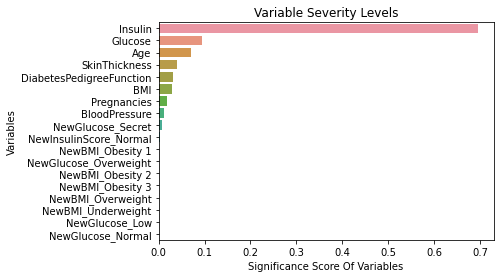 Variable Severity Levels
Variables
Insulin
Glucose
Age
SkinThickness
DiabetesPedigreeFunction
BMI
Pregnancies
BloodPressure
NewGlucose_Secret
NewInsulinScore_Normal
NewBMI_Obesity 1
NewGlucose_Overweight
NewBMI_Obesity 2
NewBMI_Obesity 3
NewBMI_Overweight
NewBMI_Underweight
NewGlucose_Low
NewGlucose_Normal
0.0 0.1 0.2 0.3 0.4 0.5 0.6 0.7
Significance Score Of Variables